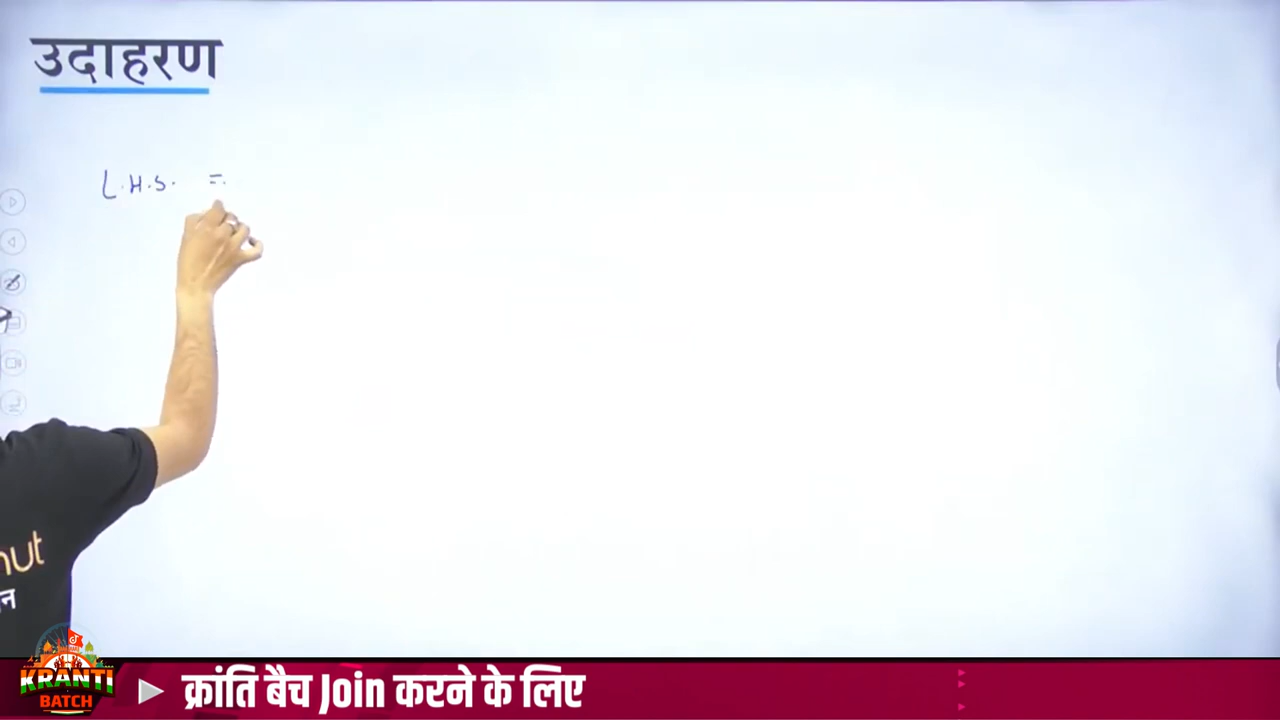 उदाहरण
L.H.S. =
nut
न
KRANTI
BATCH
क्रांति बैच Join करने के लिए